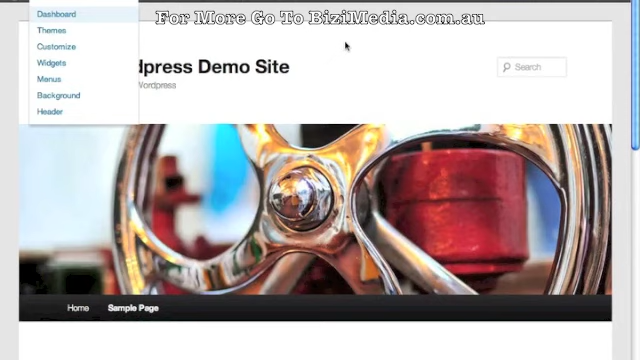 For More Go To BiziMedia.com.au
Dashboard
Themes
Customize
Widgets
Menus
Background
Header
dpress Demo Site
Wordpress
Search
Home
Sample Page